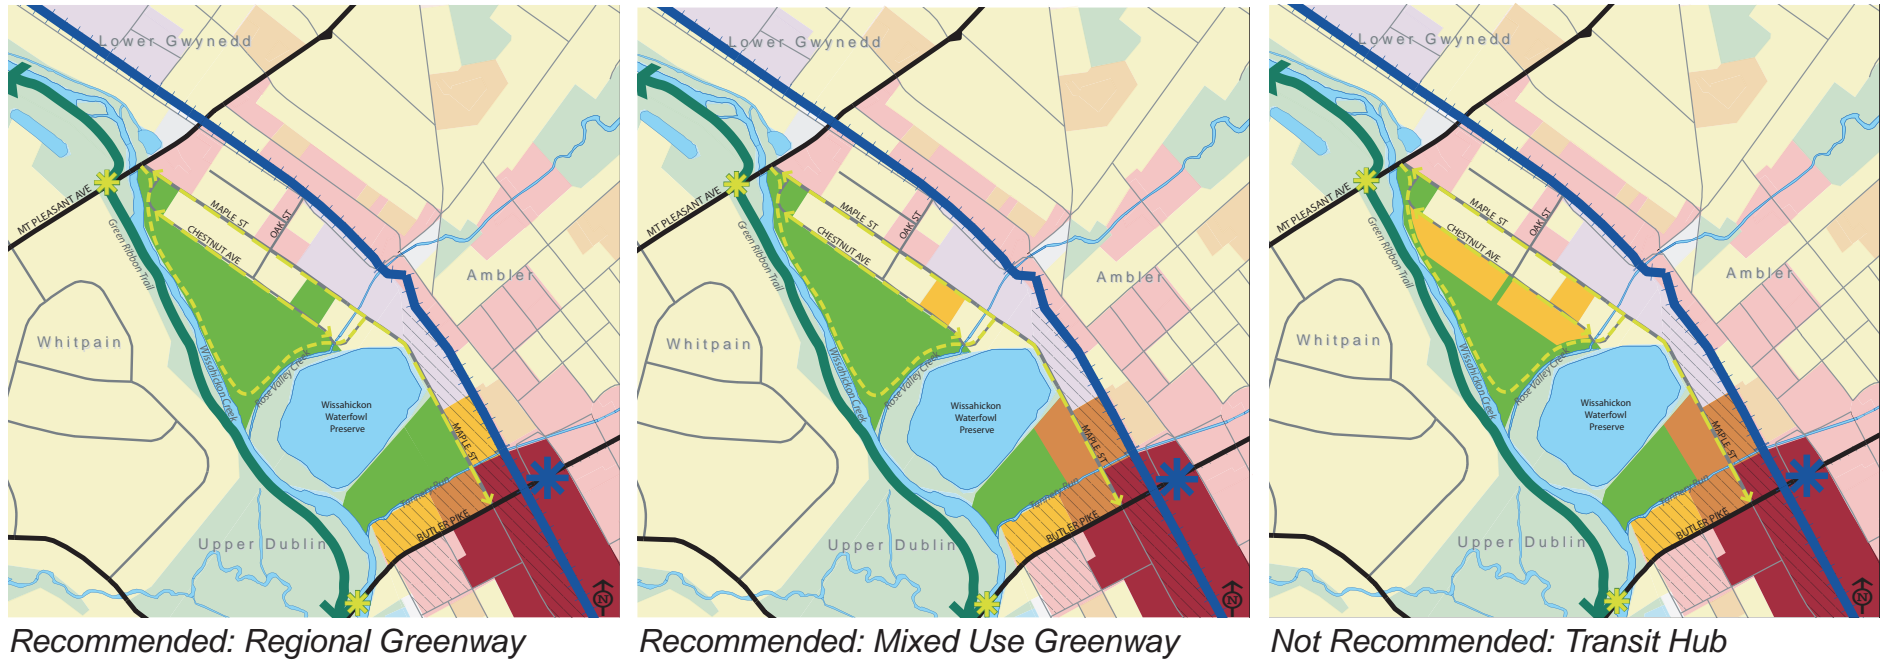 Lower Gwynedd
MT PLEASANT AVE
MAPLE ST
OAK ST
CHESTNUT AVE
Green Ribbon Trail
Ambler
Whitpain
Wissahickon Creek
Rose Valley Creek
Wissahickon
Waterfowl
Preserve
MAPLE ST
Tannery Run
BUTLER PIKE
Upper Dublin
N
Recommended: Regional Greenway
Lower Gwynedd
MT PLEASANT AVE
MAPLE ST
OAK ST
CHESTNUT AVE
Green Ribbon Trail
Ambler
Whitpain
Wissahickon Creek
Rose Valley Creek
Wissahickon
Waterfowl
Preserve
MAPLE ST
Tannery Run
BUTLER PIKE
Upper Dublin
N
Recommended: Mixed Use Greenway
Lower Gwynedd
MT PLEASANT AVE
MAPLE ST
OAK ST
CHESTNUT AVE
Green Ribbon Trail
Ambler
Whitpain
Wissahickon Creek
Rose Valley Creek
Wissahickon
Waterfowl
Preserve
MAPLE ST
Tannery Run
BUTLER PIKE
Upper Dublin
N
Not Recommended: Transit Hub